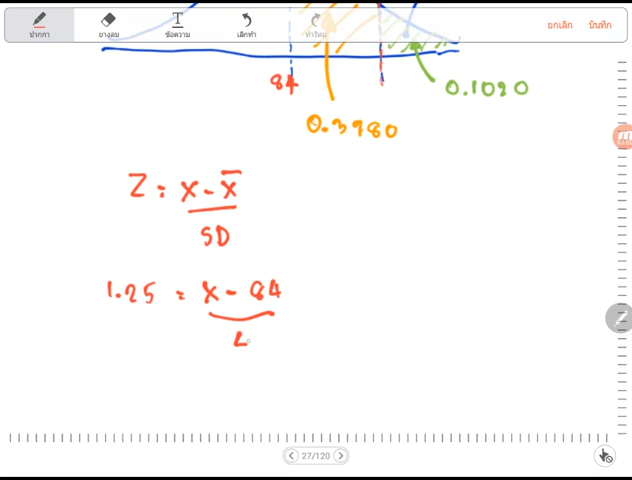 ปากกา ยางลบ ข้อความ เลิกทำ ทำใหม่ ยกเลิก บันทึก
84
0.1020
0.3980
Z = x - x̄
SD
1.25 = x - 84
27/120